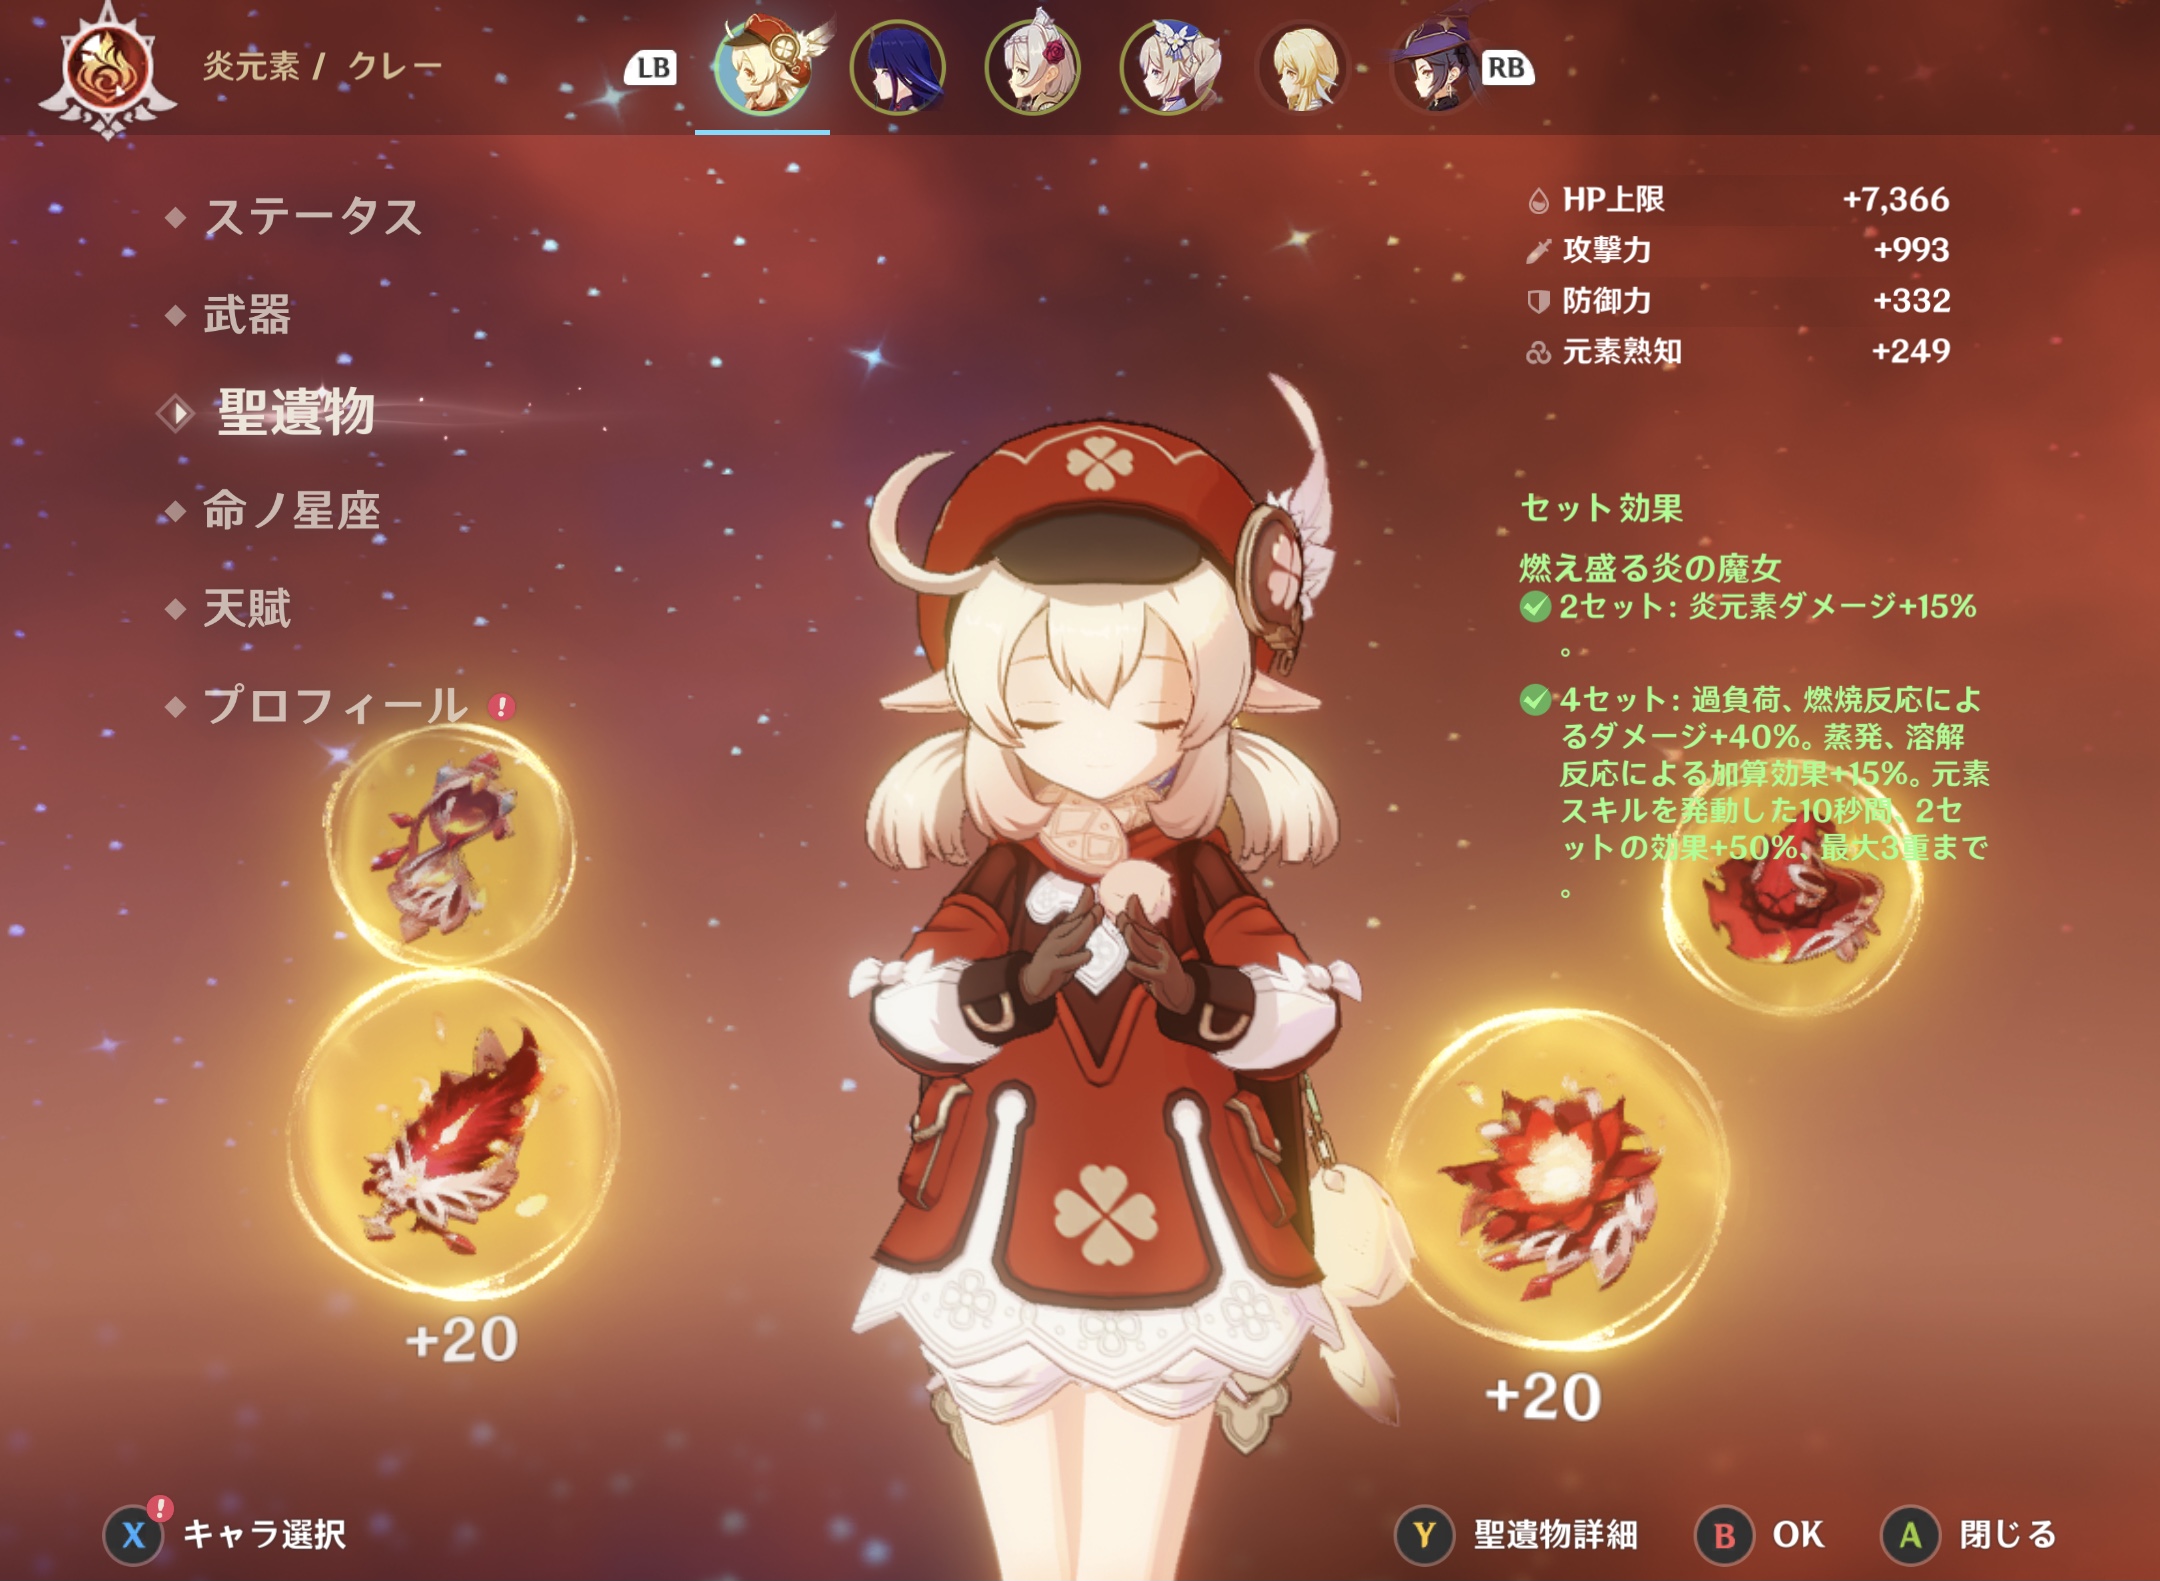 炎元素 / クレー
LB
RB
ステータス
武器
聖遺物
命ノ星座
天賦
プロフィール
HP上限 +7,366
攻撃力 +993
防御力 +332
元素熟知 +249
セット効果
燃え盛る炎の魔女
2セット: 炎元素ダメージ+15%
。
4セット: 過負荷、燃焼反応によ
るダメージ+40%。蒸発、溶解
反応による加算効果+15%。元素
スキルを発動した10秒間、2セ
ットの効果+50%、最大3重まで
。
+20
+20
X キャラ選択
Y 聖遺物詳細
B OK
A 閉じる